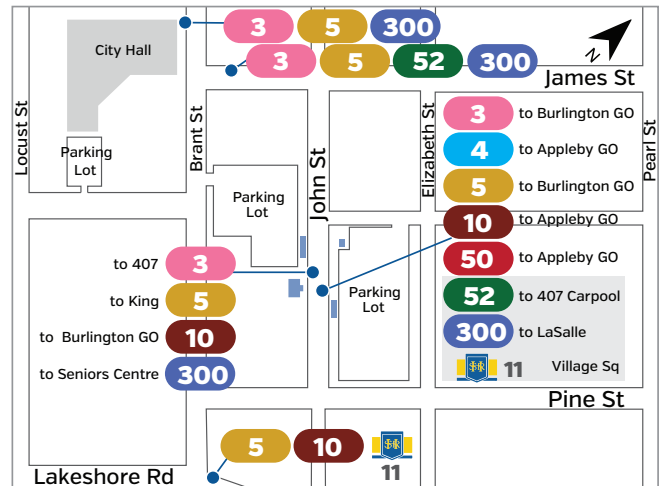 3 5 300
3 5 52 300
City Hall
N
James St
Locust St
Brant St
John St
Elizabeth St
Pearl St
Parking
Lot
Parking
Lot
3 to Burlington GO
4 to Appleby GO
5 to Burlington GO
10 to Appleby GO
50 to Appleby GO
52 to 407 Carpool
300 to LaSalle
11 Village Sq
to 407 3
to King 5
to Burlington GO 10
to Seniors Centre 300
Parking
Lot
Pine St
5 10
11
Lakeshore Rd